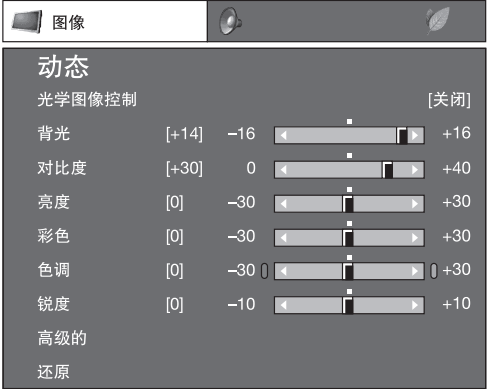 图像
动态
光学图像控制 [关闭]
背光 [+14] –16 +16
对比度 [+30] 0 +40
亮度 [0] –30 +30
彩色 [0] –30 +30
色调 [0] –30 +30
锐度 [0] –10 +10
高级的
还原